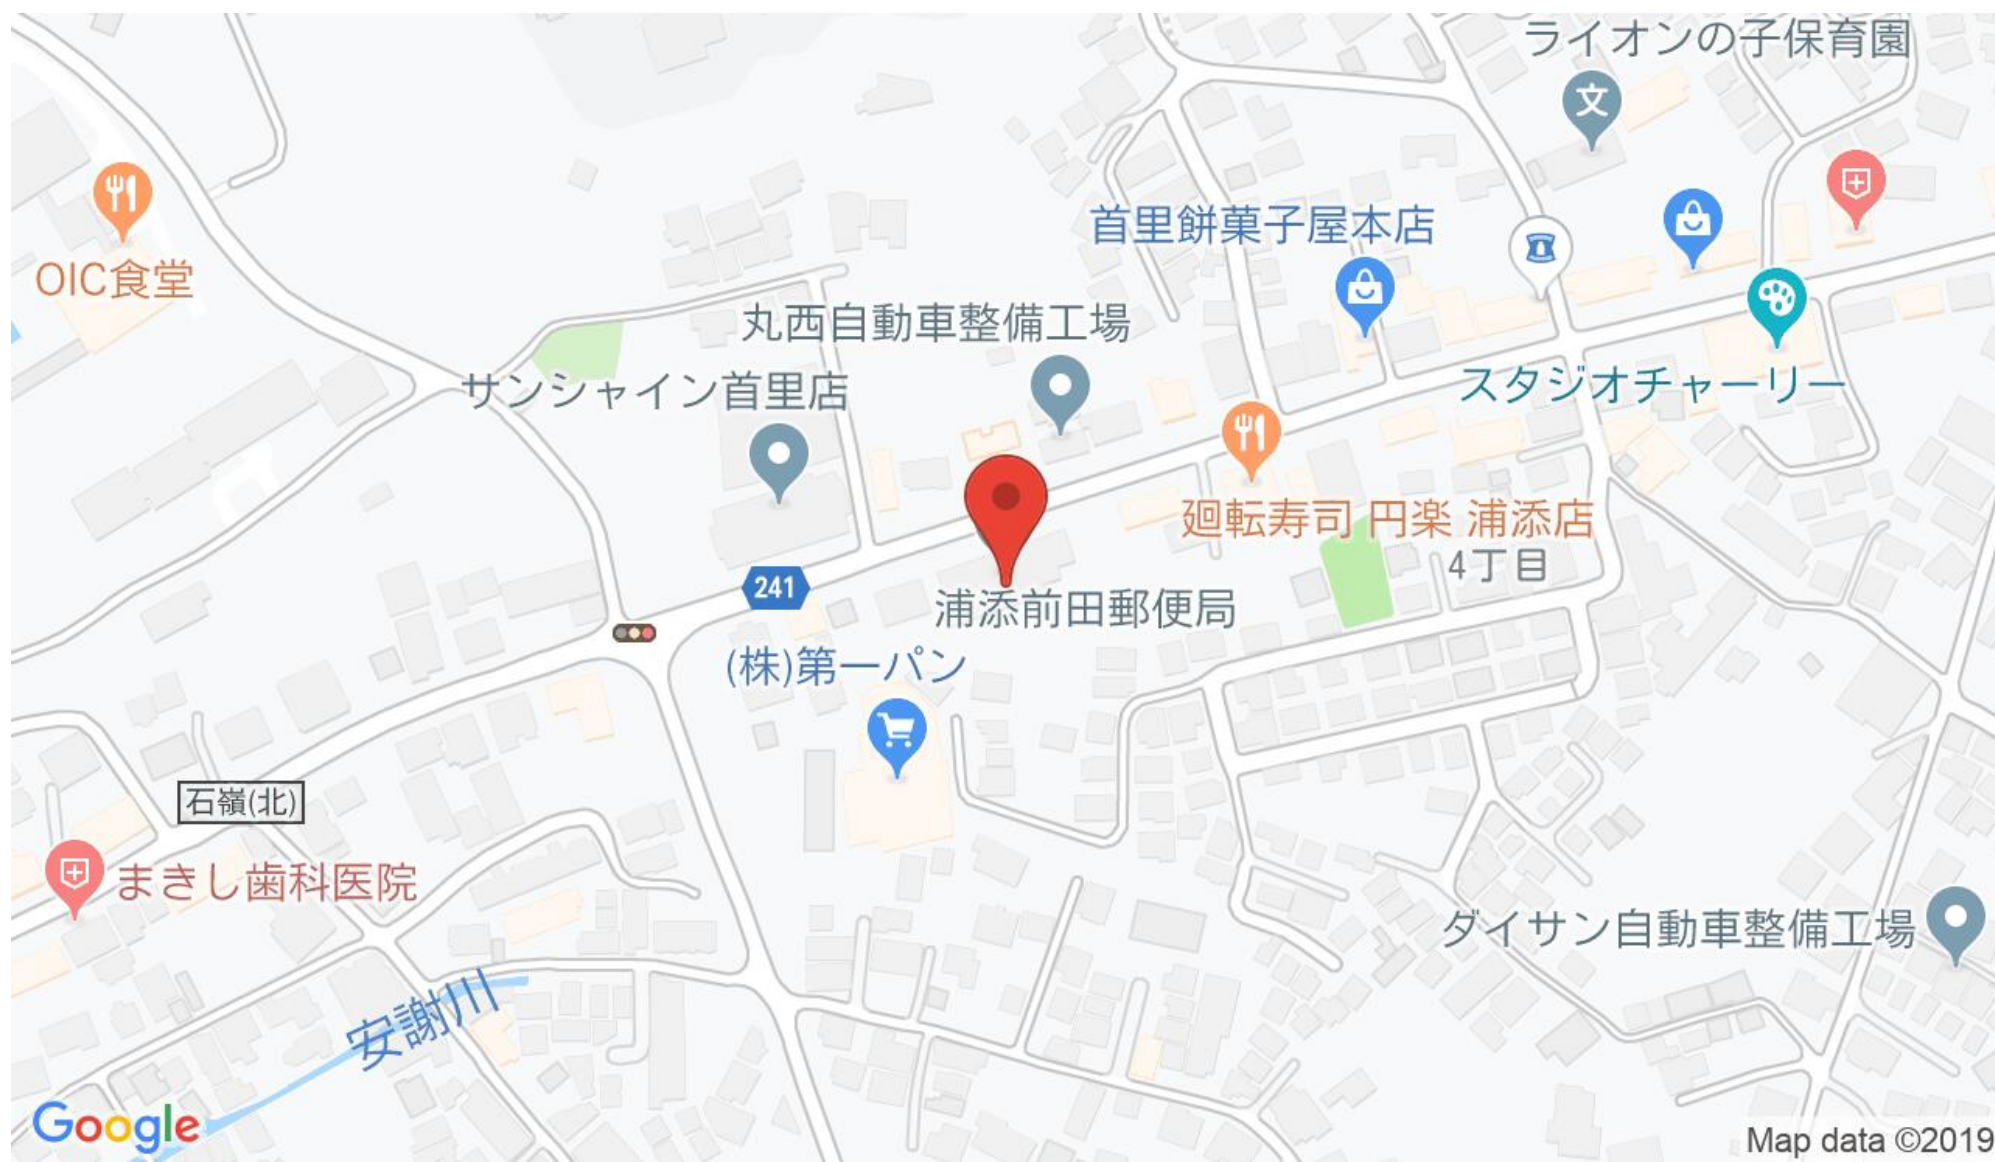 ライオンの子保育園
文
首里餅菓子屋本店
OIC食堂
丸西自動車整備工場
サンシャイン首里店
スタジオチャーリー
廻転寿司 円楽 浦添店
4丁目
241
浦添前田郵便局
(株)第一パン
石嶺(北)
まきし歯科医院
ダイサン自動車整備工場
安謝川
Google
Map data ©2019